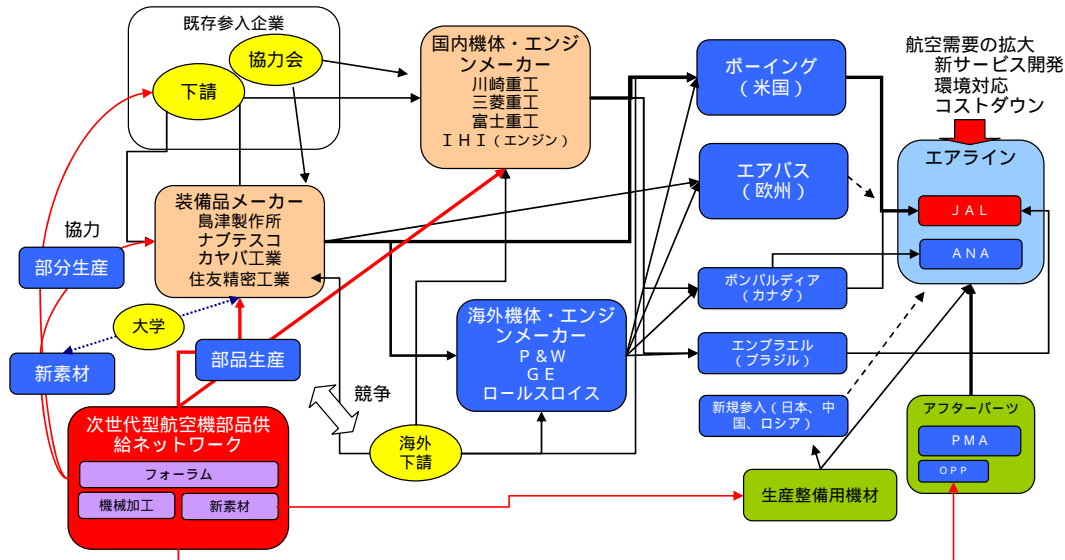 既存参入企業
協力会
下請
国内機体・エンジ
ンメーカー
川崎重工
三菱重工
富士重工
ＩＨＩ（エンジン）
ボーイング
（米国）
航空需要の拡大
新サービス開発
環境対応
コストダウン
エアライン
ＪＡＬ
ＡＮＡ
エアバス
（欧州）
装備品メーカー
島津製作所
ナブテスコ
カヤバ工業
住友精密工業
協力
部分生産
大学
新素材
部品生産
海外機体・エンジ
ンメーカー
Ｐ＆Ｗ
ＧＥ
ロールスロイス
ボンバルディア
（カナダ）
エンブラエル
（ブラジル）
新規参入（日本、中
国、ロシア）
競争
海外
下請
次世代型航空機部品供
給ネットワーク
フォーラム
機械加工
新素材
生産整備用機材
アフターパーツ
ＰＭＡ
ＯＰＰ